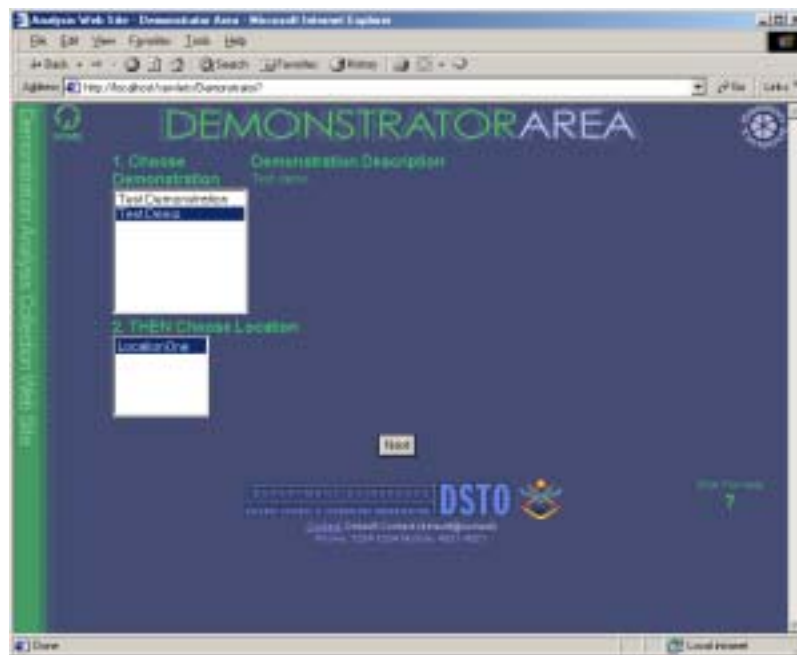 Analysis Web Site - Demonstrator Area - Microsoft Internet Explorer
File Edit View Favorites Tools Help
Back Search Favorites History
Address http://localhost/servlets/Demonstrator? Go Links
DEMONSTRATORAREA
Demonstration Analysis Collection Web Site
1. Choose Demonstration
Demonstration Description
Test Demonstration
Test Demo
2. THEN Choose Location
LocationOne
Next
DSTO
?
Done
Local intranet